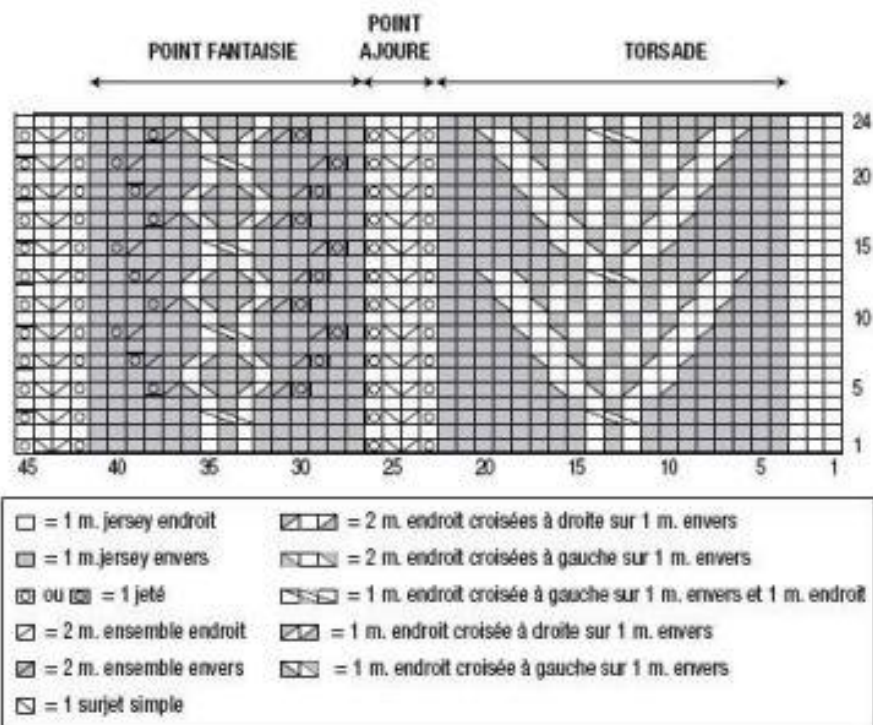 POINT FANTAISIE
POINT
AJOURE
TORSADE
24
20
15
10
5
1
45 40 35 30 25 20 15 10 5 1
= 1 m. jersey endroit
= 1 m.jersey envers
ou = 1 jeté
= 2 m. ensemble endroit
= 2 m. ensemble envers
= 1 surjet simple
= 2 m. endroit croisées à droite sur 1 m. envers
= 2 m. endroit croisées à gauche sur 1 m. envers
= 1 m. endroit croisée à gauche sur 1 m. envers et 1 m. endroit
= 1 m. endroit croisée à droite sur 1 m. envers
= 1 m. endroit croisée à gauche sur 1 m. envers